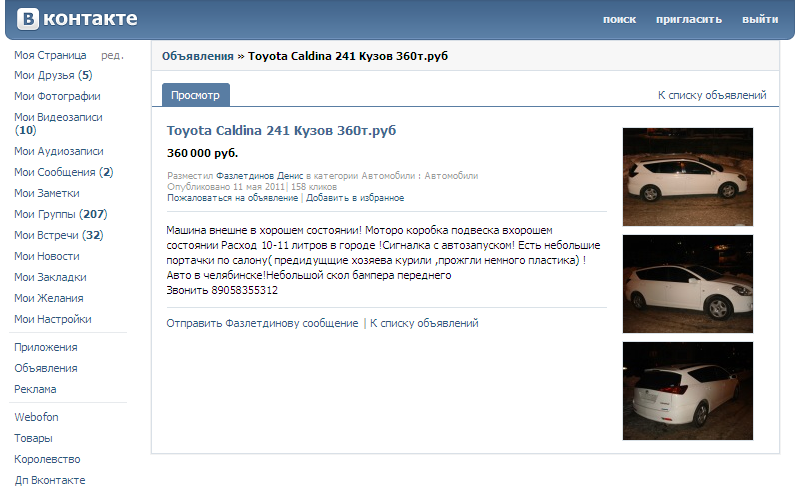 В контакте
поиск пригласить выйти
Моя Страница ред.
Мои Друзья (5)
Мои Фотографии
Мои Видеозаписи
(10)
Мои Аудиозаписи
Мои Сообщения (2)
Мои Заметки
Мои Группы (207)
Мои Встречи (32)
Мои Новости
Мои Закладки
Мои Желания
Мои Настройки
Приложения
Объявления
Реклама
Webofon
Товары
Королевство
Дп Вконтакте
Объявления » Toyota Caldina 241 Кузов 360т.руб
Просмотр
К списку объявлений
Toyota Caldina 241 Кузов 360т.руб
360 000 руб.
Разместил Фазлетдинов Денис в категории Автомобили : Автомобили
Опубликовано 11 мая 2011| 158 кликов
Пожаловаться на объявление | Добавить в избранное
Машина внешне в хорошем состоянии! Моторо коробка подвеска вхорошем
состоянии Расход 10-11 литров в городе !Сигналка с автозапуском! Есть небольшие
портачки по салону( предидущщие хозяева курили ,прожгли немного пластика) !
Авто в челябинске!Небольшой скол бампера переднего
Звонить 89058355312
Отправить Фазлетдинову сообщение | К списку объявлений